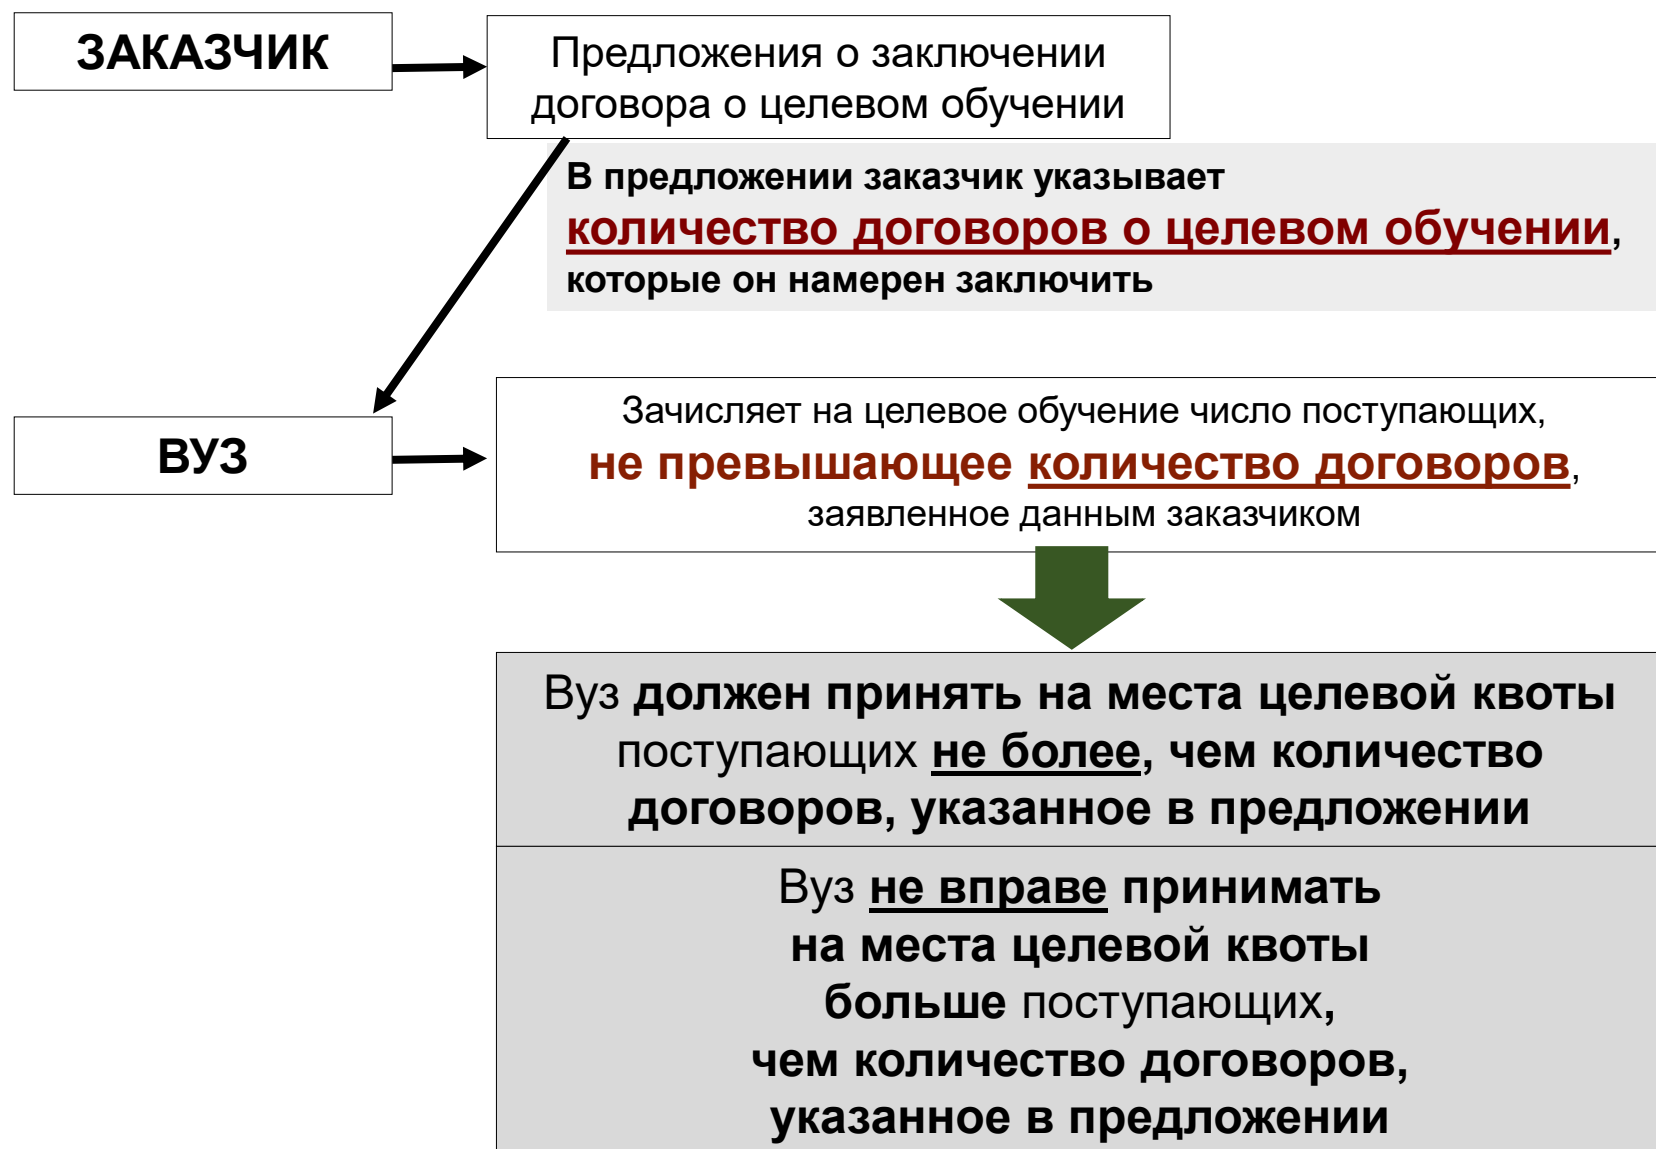 ЗАКАЗЧИК
Предложения о заключении
договора о целевом обучении
В предложении заказчик указывает
количество договоров о целевом обучении,
которые он намерен заключить
ВУЗ
Зачисляет на целевое обучение число поступающих,
не превышающее количество договоров,
заявленное данным заказчиком
Вуз должен принять на места целевой квоты
поступающих не более, чем количество
договоров, указанное в предложении
Вуз не вправе принимать
на места целевой квоты
больше поступающих,
чем количество договоров,
указанное в предложении